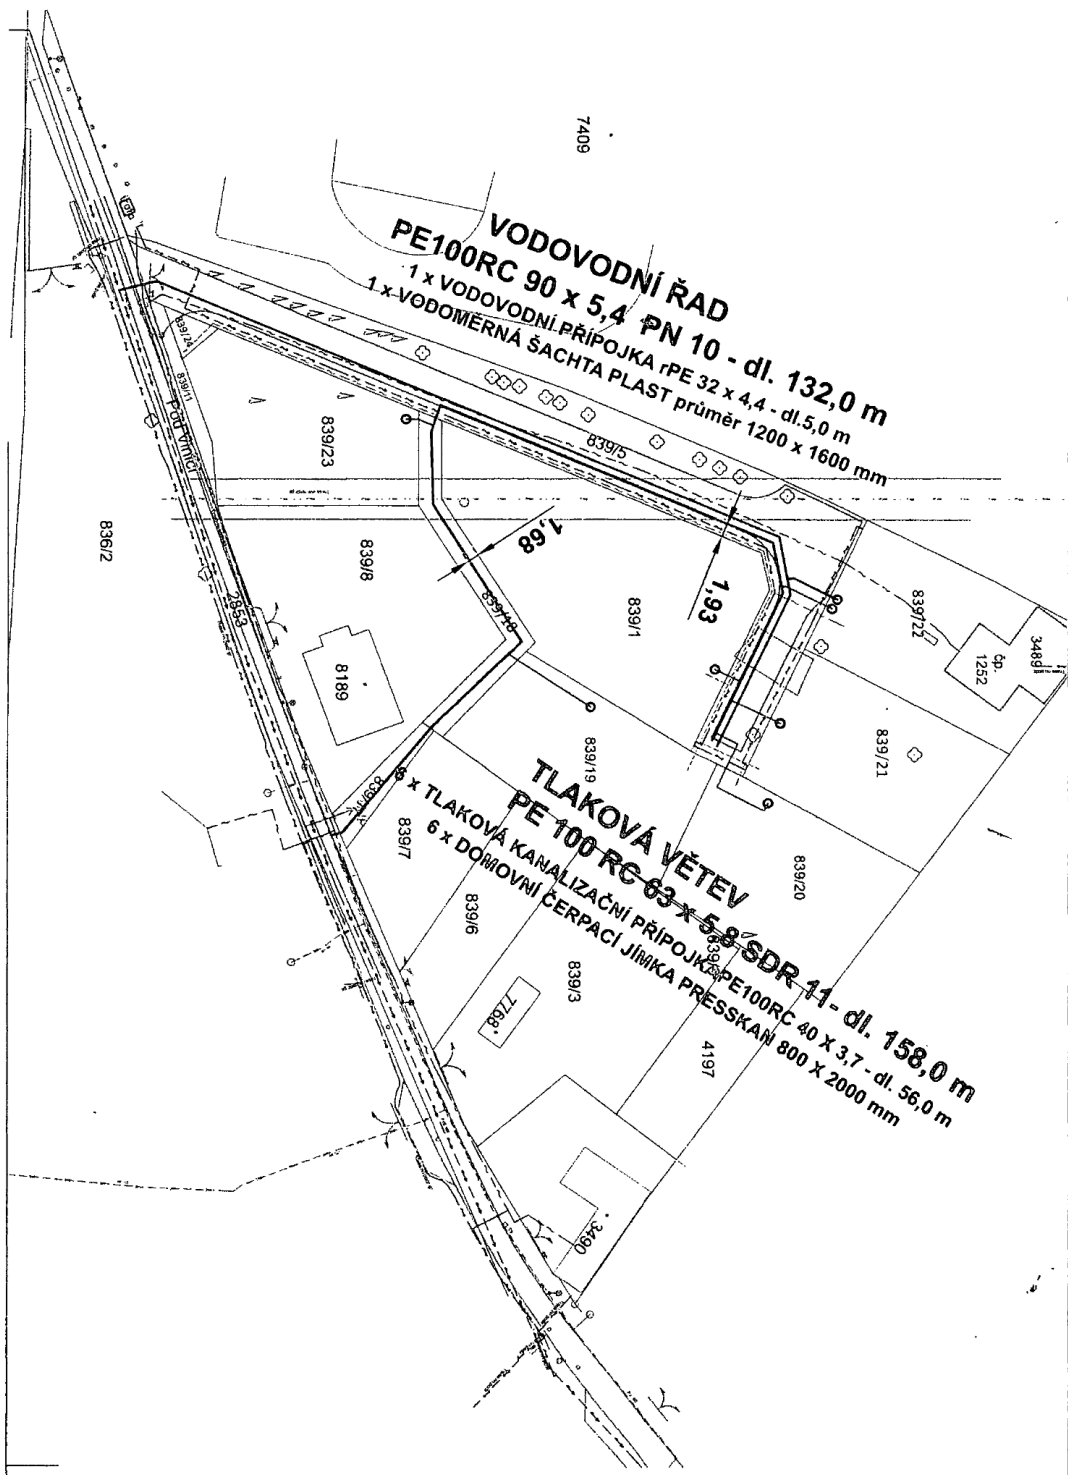 7409
VODOVODNÍ ŘAD
PE100RC 90 x 5,4 PN 10 - dl. 132,0 m
1 x VODOVODNÍ PŘÍPOJKA rPE 32 x 4,4 - dl.5,0 m
1 x VODOMĚRNÁ ŠACHTA PLAST průměr 1200 x 1600 mm
839/24
839/11
Pod Vinicí
839/23
839/5
836/2
839/8
1,68
839/18
839/1
1,93
839/22
3489
čp.
1252
2853
8189
839/19
839/21
839/7
TLAKOVÁ VĚTEV
PE 100 RC 63 x 5,8 SDR 11- dl. 158,0 m
6 x TLAKOVÁ KANALIZAČNÍ PŘÍPOJKA PE100RC 40 X 3,7 - dl. 56,0 m
6 x DOMOVNÍ ČERPACÍ JÍMKA PRESSKAN 800 X 2000 mm
839/20
839/6
839/3
7768
4197
3490